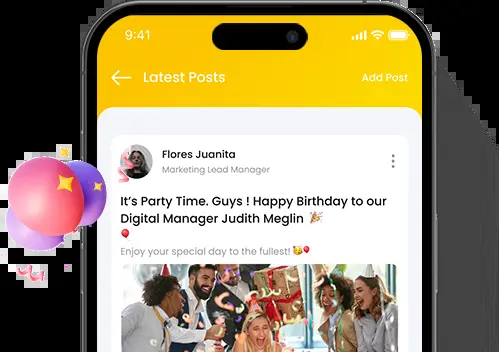 9:41
Latest Posts
Add Post
Flores Juanita
Marketing Lead Manager
It's Party Time. Guys ! Happy Birthday to our
Digital Manager Judith Meglin 🎉
🎈
Enjoy your special day to the fullest! 🥳🎈